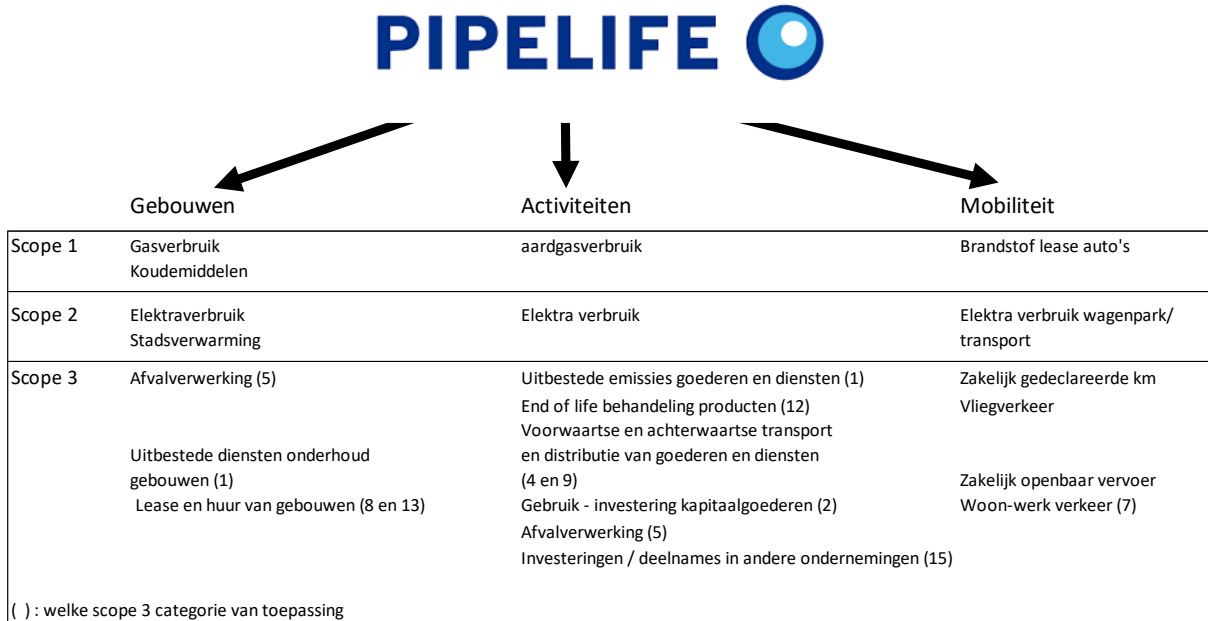 PIPELIFE
Gebouwen Activiteiten Mobiliteit
Scope 1 Gasverbruik aardgasverbruik Brandstof lease auto's
Koudemiddelen
Scope 2 Elektraverbruik Elektra verbruik Elektra verbruik wagenpark/
Stadsverwarming transport
Scope 3 Afvalverwerking (5) Uitbestede emissies goederen en diensten (1) Zakelijk gedeclareerde km
End of life behandeling producten (12) Vliegverkeer
Voorwaartse en achterwaartse transport
Uitbestede diensten onderhoud en distributie van goederen en diensten
gebouwen (1) (4 en 9) Zakelijk openbaar vervoer
Lease en huur van gebouwen (8 en 13) Gebruik - investering kapitaalgoederen (2) Woon-werk verkeer (7)
Afvalverwerking (5)
Investeringen / deelnames in andere ondernemingen (15)
( ) : welke scope 3 categorie van toepassing